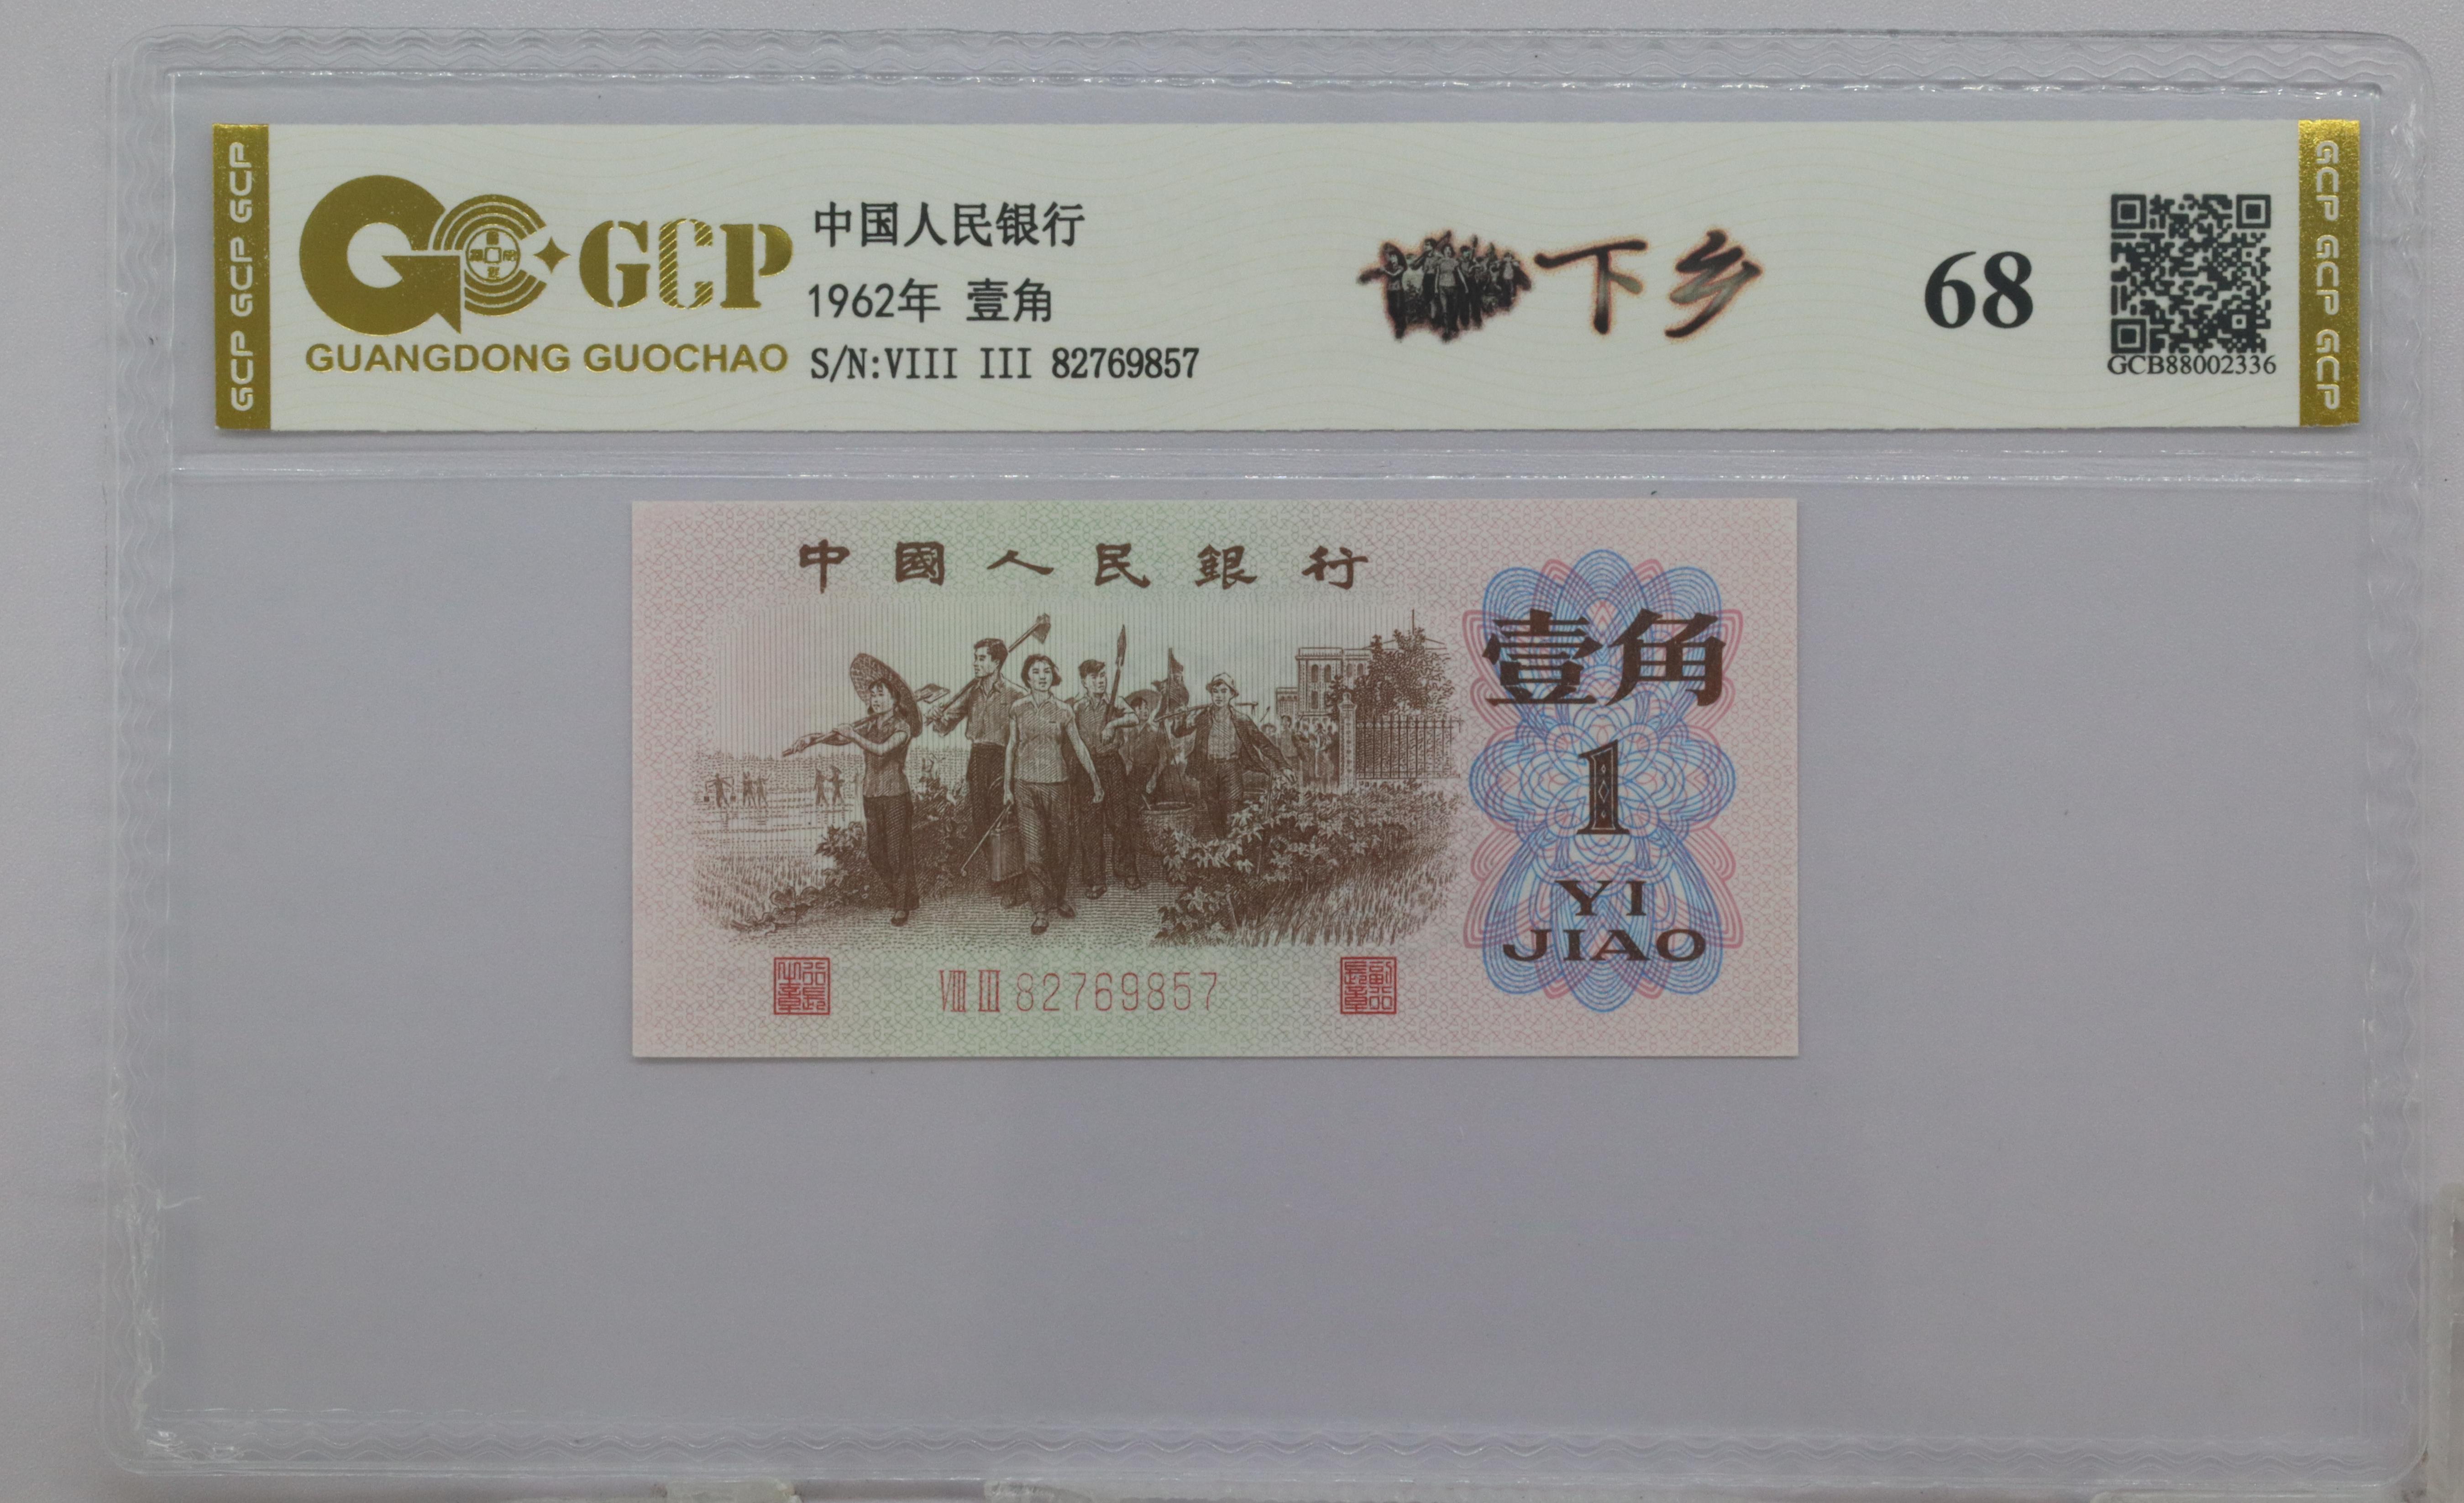 GCP GCP GCP
GCP
GUANGDONG GUOCHAO
中国人民银行
1962年 壹角
S/N:VIII III 82769857
下乡
68
GCB88002336
GCP GCP GCP
中國人民銀行
壹角
1
YI
JIAO
VIII III 82769857